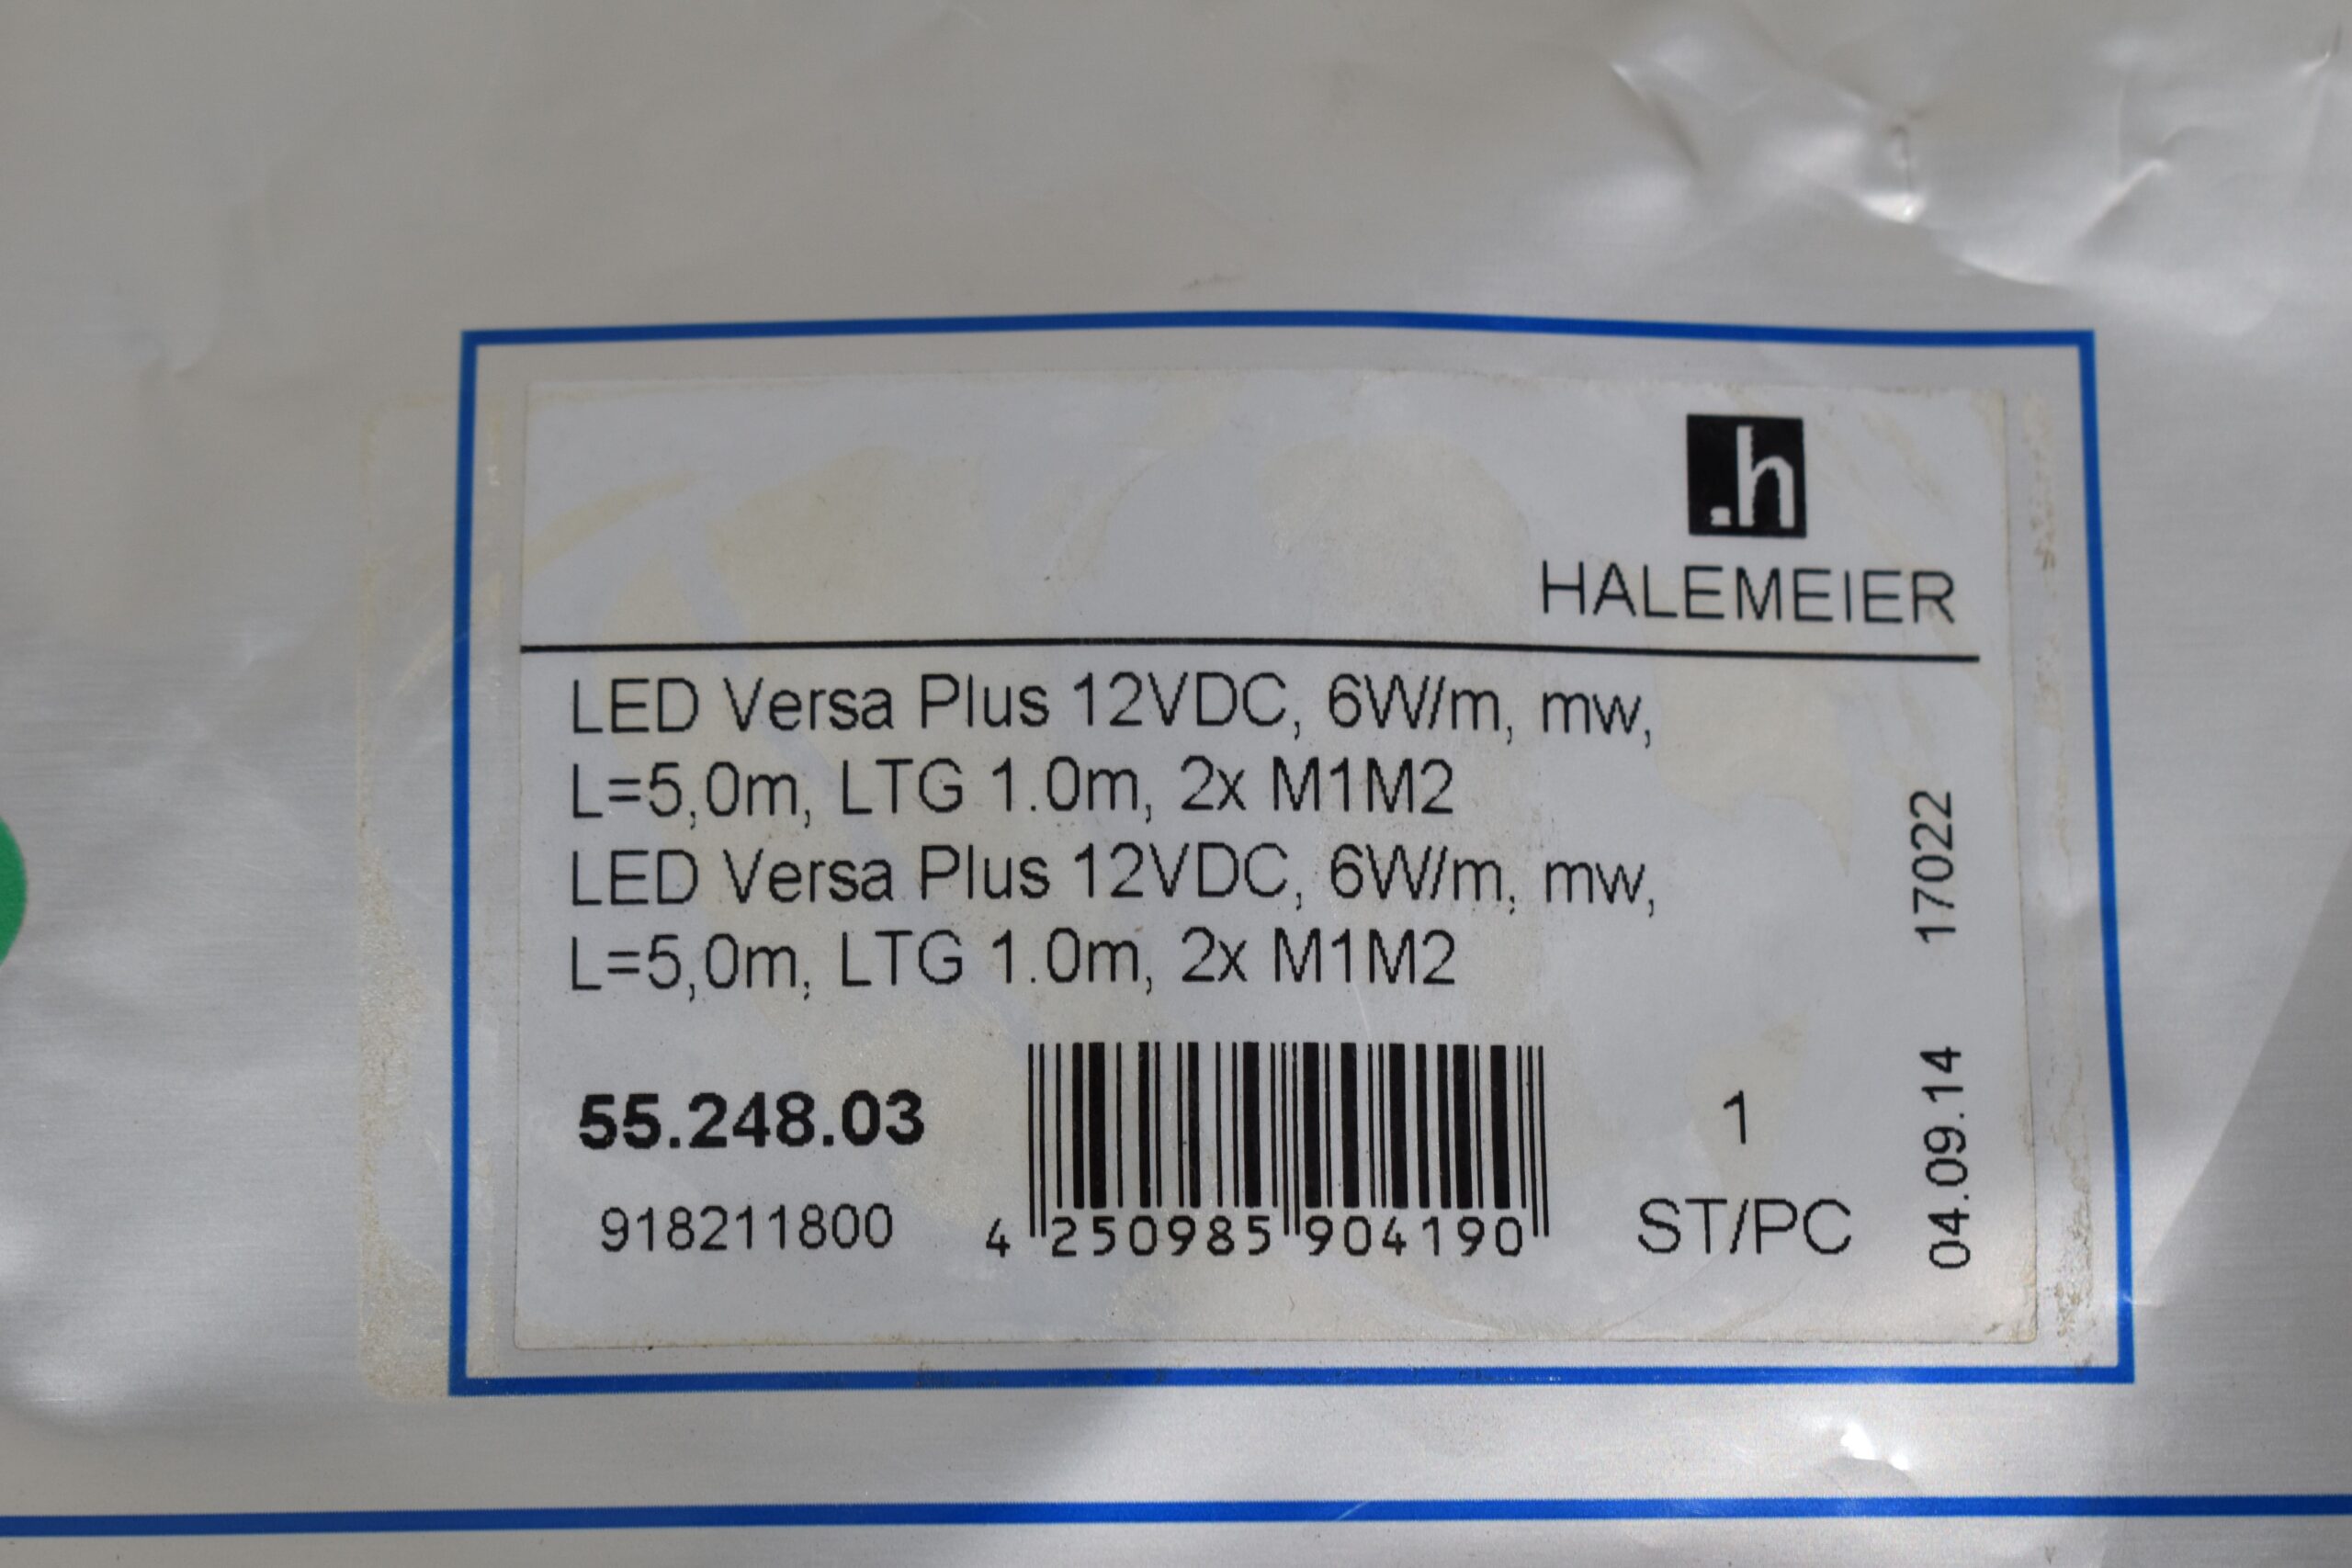 .h
HALEMEIER
LED Versa Plus 12VDC, 6W/m, mw,
L=5,0m, LTG 1.0m, 2x M1M2
LED Versa Plus 12VDC, 6W/m, mw,
L=5,0m, LTG 1.0m, 2x M1M2
55.248.03
918211800
4 250985 904190
1
ST/PC
04.09.14 17022